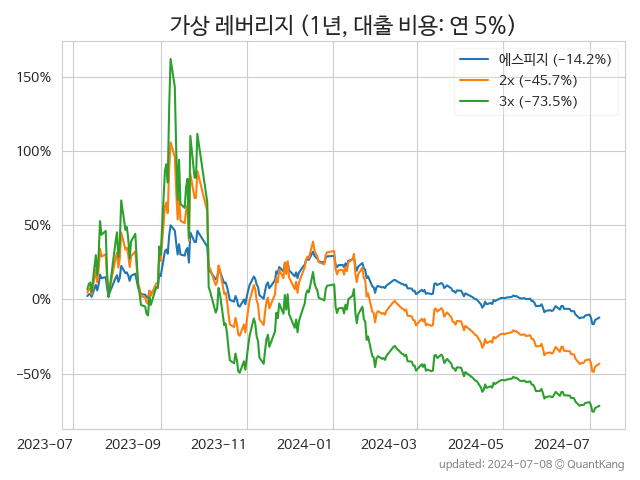 가상 레버리지 (1년, 대출 비용: 연 5%)
에스피지 (−14.2%)
2x (−45.7%)
3x (−73.5%)
150%
100%
50%
0%
−50%
2023-07 2023-09 2023-11 2024-01 2024-03 2024-05 2024-07
updated: 2024-07-08 © QuantKang